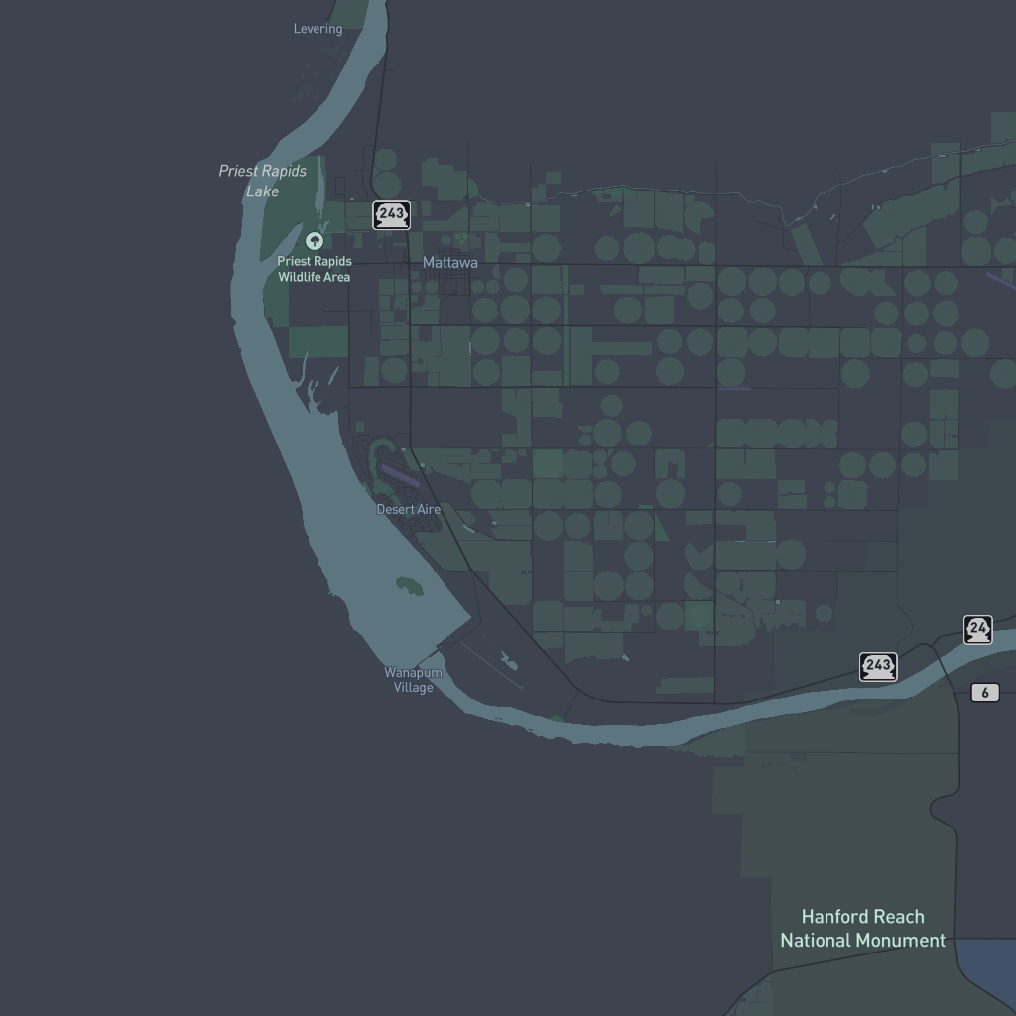 Levering
Priest Rapids
Lake
243
Priest Rapids
Wildlife Area
Mattawa
Desert Aire
24
243
Wanapum
Village
6
Hanford Reach
National Monument